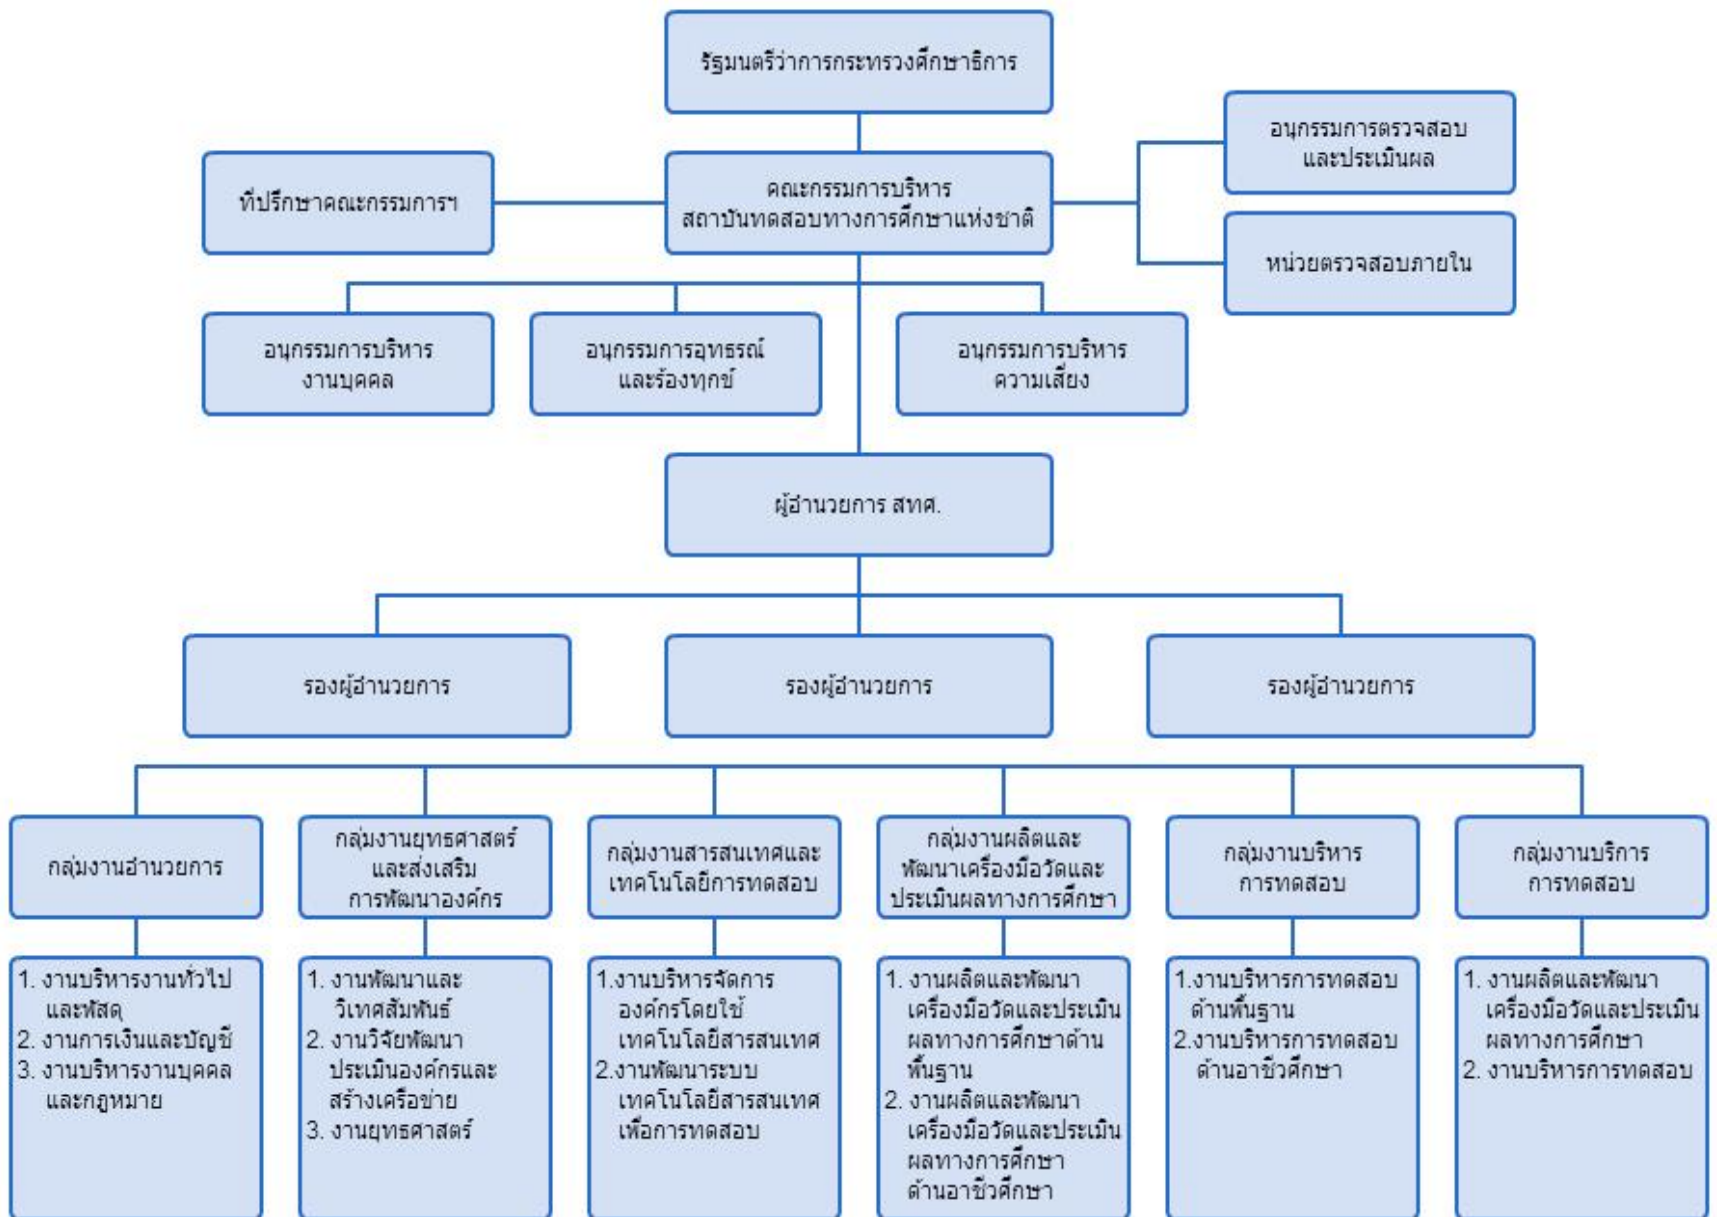 รัฐมนตรีว่าการกระทรวงศึกษาธิการ
อนุกรรมการตรวจสอบ
และประเมินผล
ที่ปรึกษาคณะกรรมการฯ
คณะกรรมการบริหาร
สถาบันทดสอบทางการศึกษาแห่งชาติ
หน่วยตรวจสอบภายใน
อนุกรรมการบริหาร
งานบุคคล
อนุกรรมการอุทธรณ์
และร้องทุกข์
อนุกรรมการบริหาร
ความเสี่ยง
ผู้อำนวยการ สทศ.
รองผู้อำนวยการ
รองผู้อำนวยการ
รองผู้อำนวยการ
กลุ่มงานอำนวยการ
กลุ่มงานยุทธศาสตร์
และส่งเสริม
การพัฒนาองค์กร
กลุ่มงานสารสนเทศและ
เทคโนโลยีการทดสอบ
กลุ่มงานผลิตและ
พัฒนาเครื่องมือวัดและ
ประเมินผลทางการศึกษา
กลุ่มงานบริหาร
การทดสอบ
กลุ่มงานบริการ
การทดสอบ
1. งานบริหารงานทั่วไป
และพัสดุ
2. งานการเงินและบัญชี
3. งานบริหารงานบุคคล
และกฎหมาย
1. งานพัฒนาและ
วิเทศสัมพันธ์
2. งานวิจัยพัฒนา
ประเมินองค์กรและ
สร้างเครือข่าย
3. งานยุทธศาสตร์
1.งานบริหารจัดการ
องค์กรโดยใช้
เทคโนโลยีสารสนเทศ
2.งานพัฒนาระบบ
เทคโนโลยีสารสนเทศ
เพื่อการทดสอบ
1. งานผลิตและพัฒนา
เครื่องมือวัดและประเมิน
ผลทางการศึกษาด้าน
พื้นฐาน
2. งานผลิตและพัฒนา
เครื่องมือวัดและประเมิน
ผลทางการศึกษา
ด้านอาชีวศึกษา
1.งานบริหารการทดสอบ
ด้านพื้นฐาน
2.งานบริหารการทดสอบ
ด้านอาชีวศึกษา
1. งานผลิตและพัฒนา
เครื่องมือวัดและประเมิน
ผลทางการศึกษา
2. งานบริหารการทดสอบ